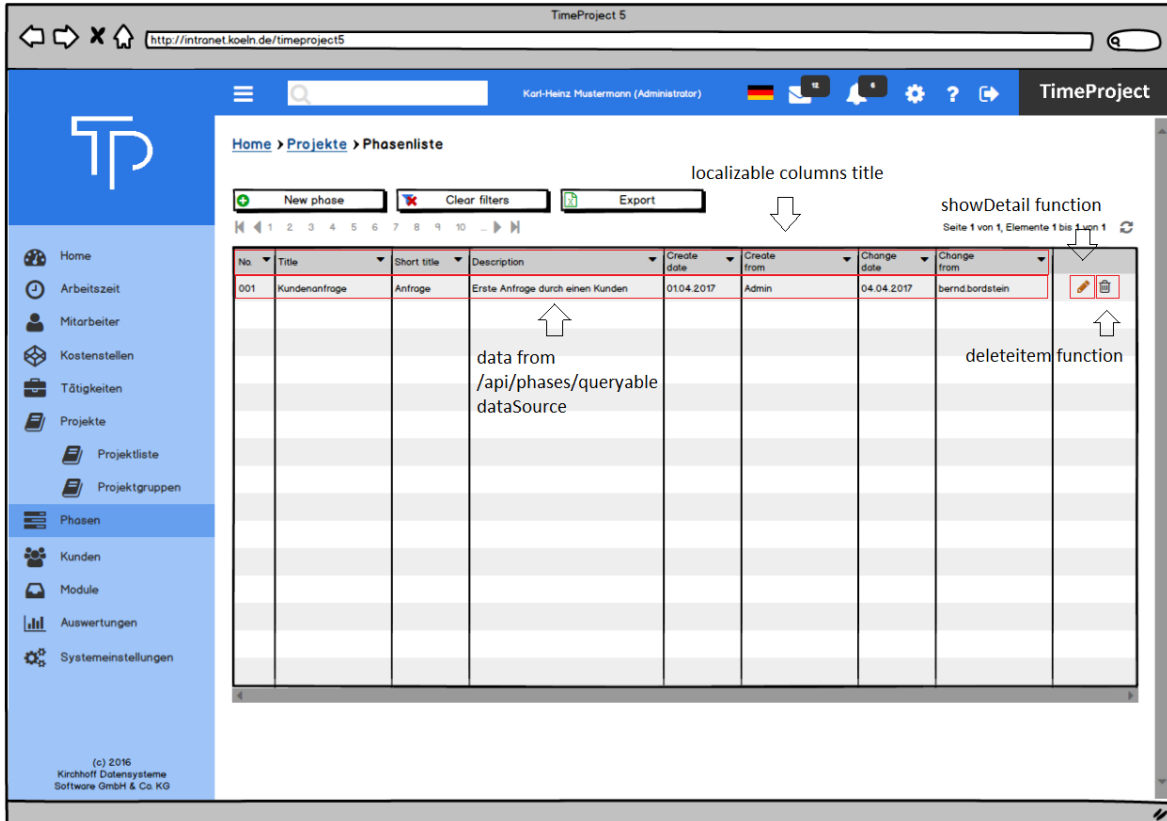 TimeProject 5
http://intranet.koeln.de/timeproject5
Karl-Heinz Mustermann (Administrator)
12
6
?
TimeProject
TP
Home > Projekte > Phasenliste
localizable columns title
New phase
Clear filters
Export
showDetail function
1 2 3 4 5 6 7 8 9 10 ...
Seite 1 von 1, Elemente 1 bis 1 von 1
No. Title Short title Description Create date Create from Change date Change from
001 Kundenanfrage Anfrage Erste Anfrage durch einen Kunden 01.04.2017 Admin 04.04.2017 bernd.bordstein
data from
/api/phases/queryable
dataSource
deleteitem function
Home
Arbeitszeit
Mitarbeiter
Kostenstellen
Tätigkeiten
Projekte
Projektliste
Projektgruppen
Phasen
Kunden
Module
Auswertungen
Systemeinstellungen
(c) 2016
Kirchhoff Datensysteme
Software GmbH & Co. KG